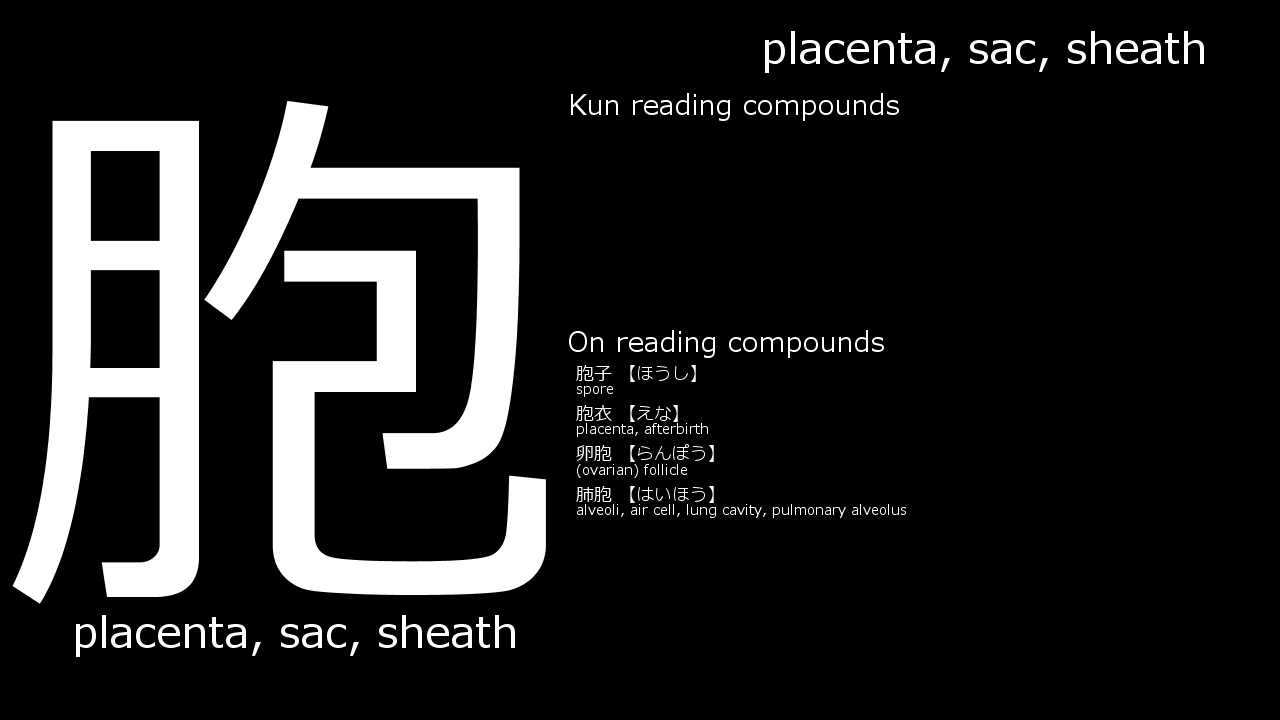 placenta, sac, sheath
胞
placenta, sac, sheath
Kun reading compounds
On reading compounds
胞子 【ほうし】
spore
胞衣 【えな】
placenta, afterbirth
卵胞 【らんぽう】
(ovarian) follicle
肺胞 【はいほう】
alveoli, air cell, lung cavity, pulmonary alveolus